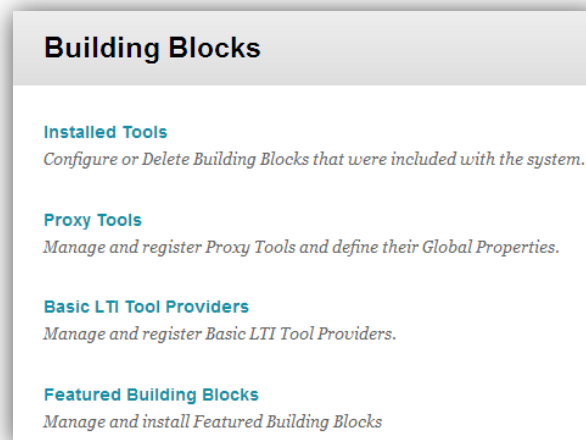 Building Blocks
Installed Tools
Configure or Delete Building Blocks that were included with the system.
Proxy Tools
Manage and register Proxy Tools and define their Global Properties.
Basic LTI Tool Providers
Manage and register Basic LTI Tool Providers.
Featured Building Blocks
Manage and install Featured Building Blocks